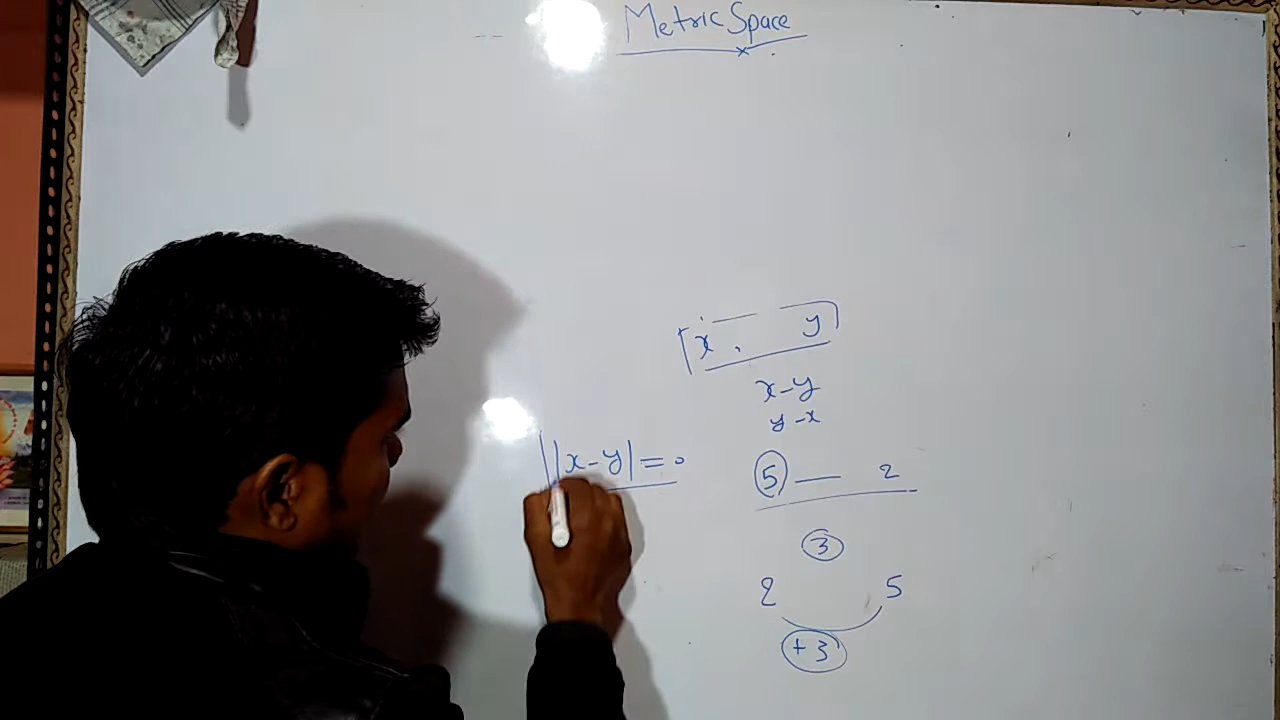 Metric Space
x , y
x-y
y-x
|x-y| = 0
5 — 2
3
2 5
+3